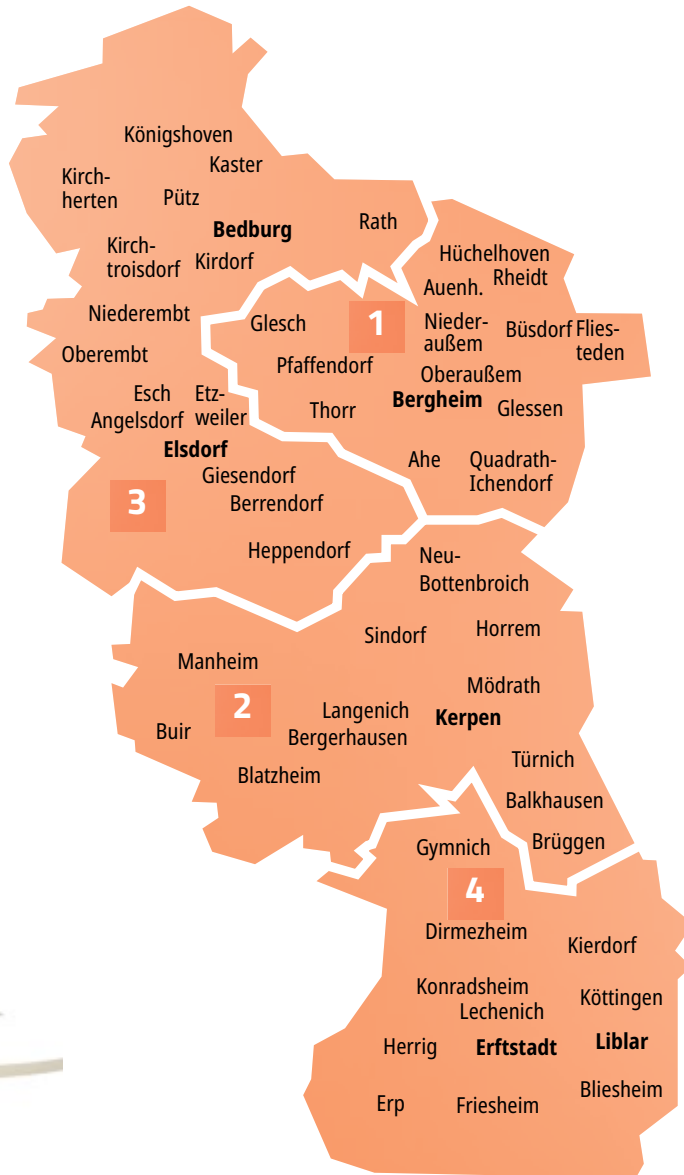 Königshoven
Kaster
Kirch-
herten
Pütz
Rath
Bedburg
Kirch-
troisdorf
Kirdorf
Hüchelhoven
Rheidt
Auenh.
Niederembt
Glesch
1
Nieder-
außem
Büsdorf
Flies-
teden
Oberembt
Pfaffendorf
Oberaußem
Esch
Etz-
weiler
Angelsdorf
Thorr
Bergheim
Glessen
Elsdorf
Giesendorf
Ahe
Quadrath-
Ichendorf
3
Berrendorf
Heppendorf
Neu-
Bottenbroich
Sindorf
Horrem
Manheim
Mödrath
2
Langenich
Kerpen
Buir
Bergerhausen
Türnich
Blatzheim
Balkhausen
Brüggen
Gymnich
4
Dirmezheim
Kierdorf
Konradsheim
Köttingen
Lechenich
Herrig
Erftstadt
Liblar
Bliesheim
Erp
Friesheim